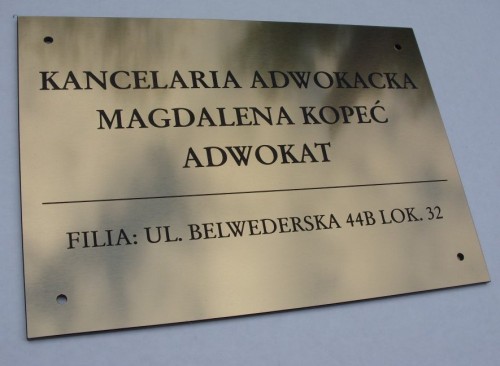 KANCELARIA ADWOKACKA
MAGDALENA KOPEĆ
ADWOKAT
FILIA: UL. BELWEDERSKA 44B LOK. 32